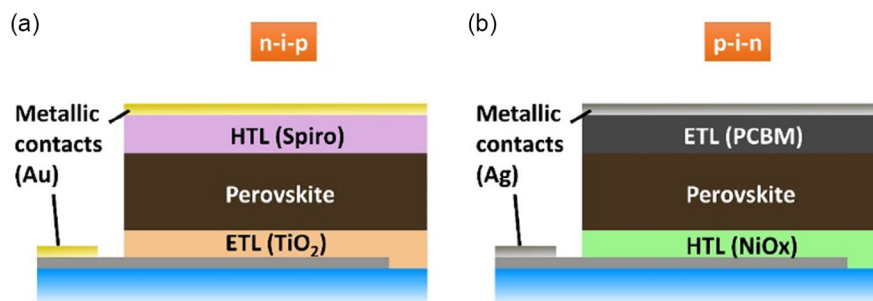 (a)
n-i-p
Metallic
contacts
(Au)
HTL (Spiro)
Perovskite
ETL (TiO₂)
(b)
p-i-n
Metallic
contacts
(Ag)
ETL (PCBM)
Perovskite
HTL (NiOx)